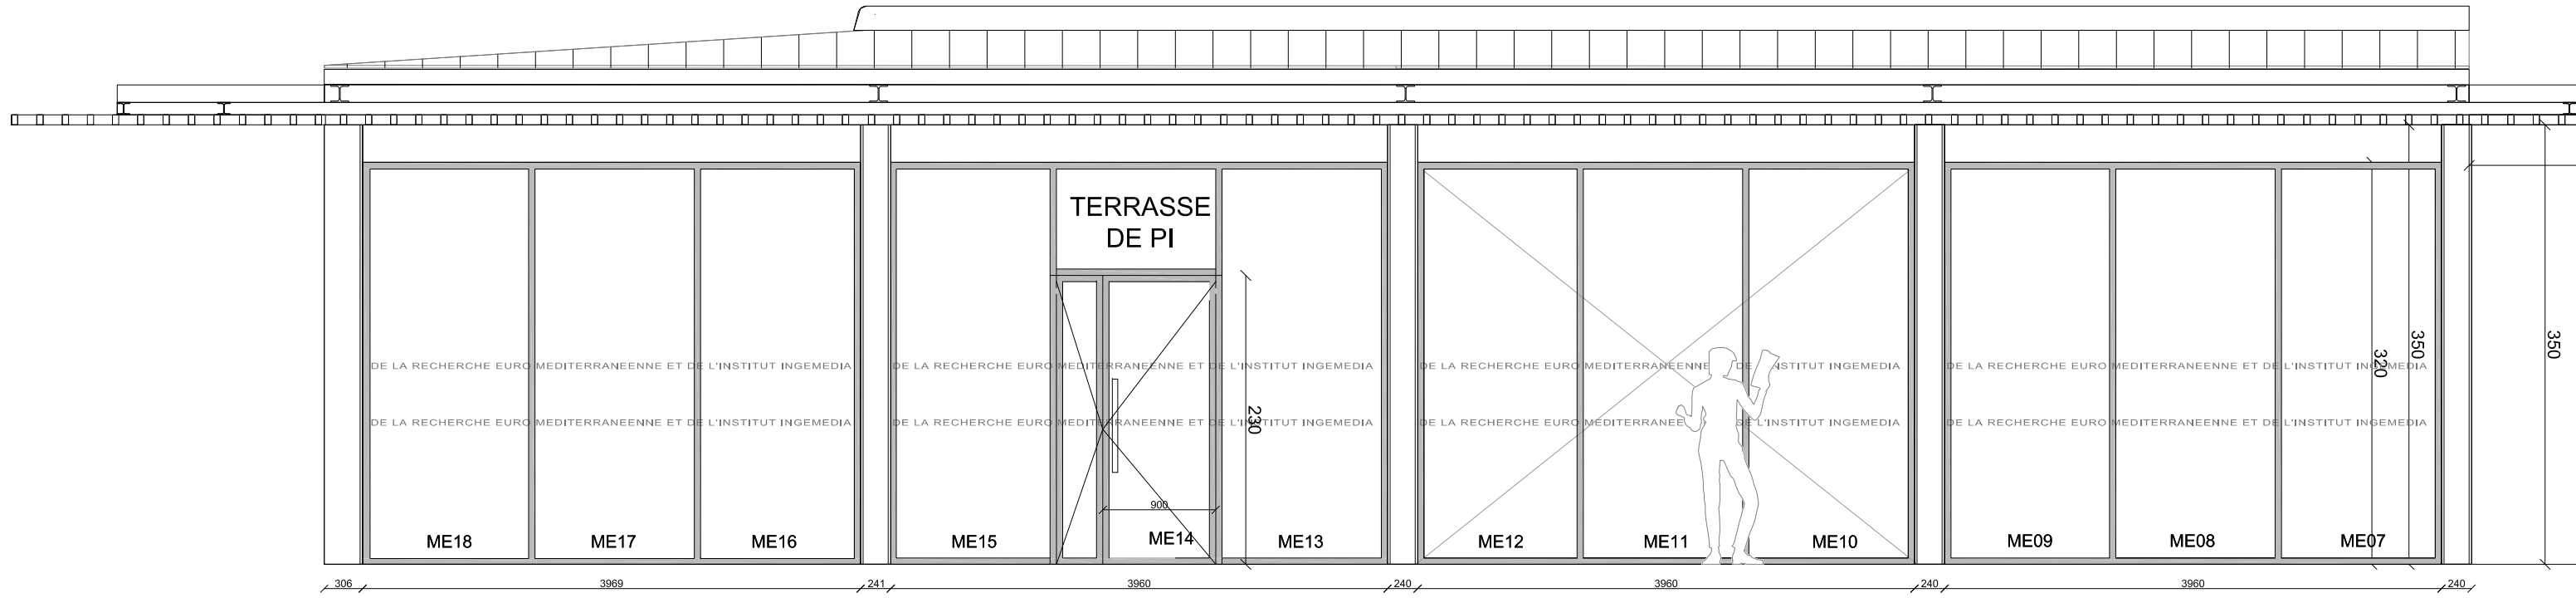 TERRASSE
DE PI
350
350
320
DE LA RECHERCHE EURO MEDITERRANEENNE ET DE L'INSTITUT INGEMEDIA
DE LA RECHERCHE EURO MEDITERRANEENNE ET DE L'INSTITUT INGEMEDIA
DE LA RECHERCHE EURO MEDITERRANEENNE DE L'INSTITUT INGEMEDIA
DE LA RECHERCHE EURO MEDITERRANEENNE ET DE L'INSTITUT INGEMEDIA
230
DE LA RECHERCHE EURO MEDITERRANEENNE ET DE L'INSTITUT INGEMEDIA
DE LA RECHERCHE EURO MEDITERRANEENNE ET DE L'INSTITUT INGEMEDIA
DE LA RECHERCHE EURO MEDITERRANEE DE L'INSTITUT INGEMEDIA
DE LA RECHERCHE EURO MEDITERRANEENNE ET DE L'INSTITUT INGEMEDIA
900
ME18 ME17 ME16 ME15 ME14 ME13 ME12 ME11 ME10 ME09 ME08 ME07
306 3969 241 3960 240 3960 240 3960 240